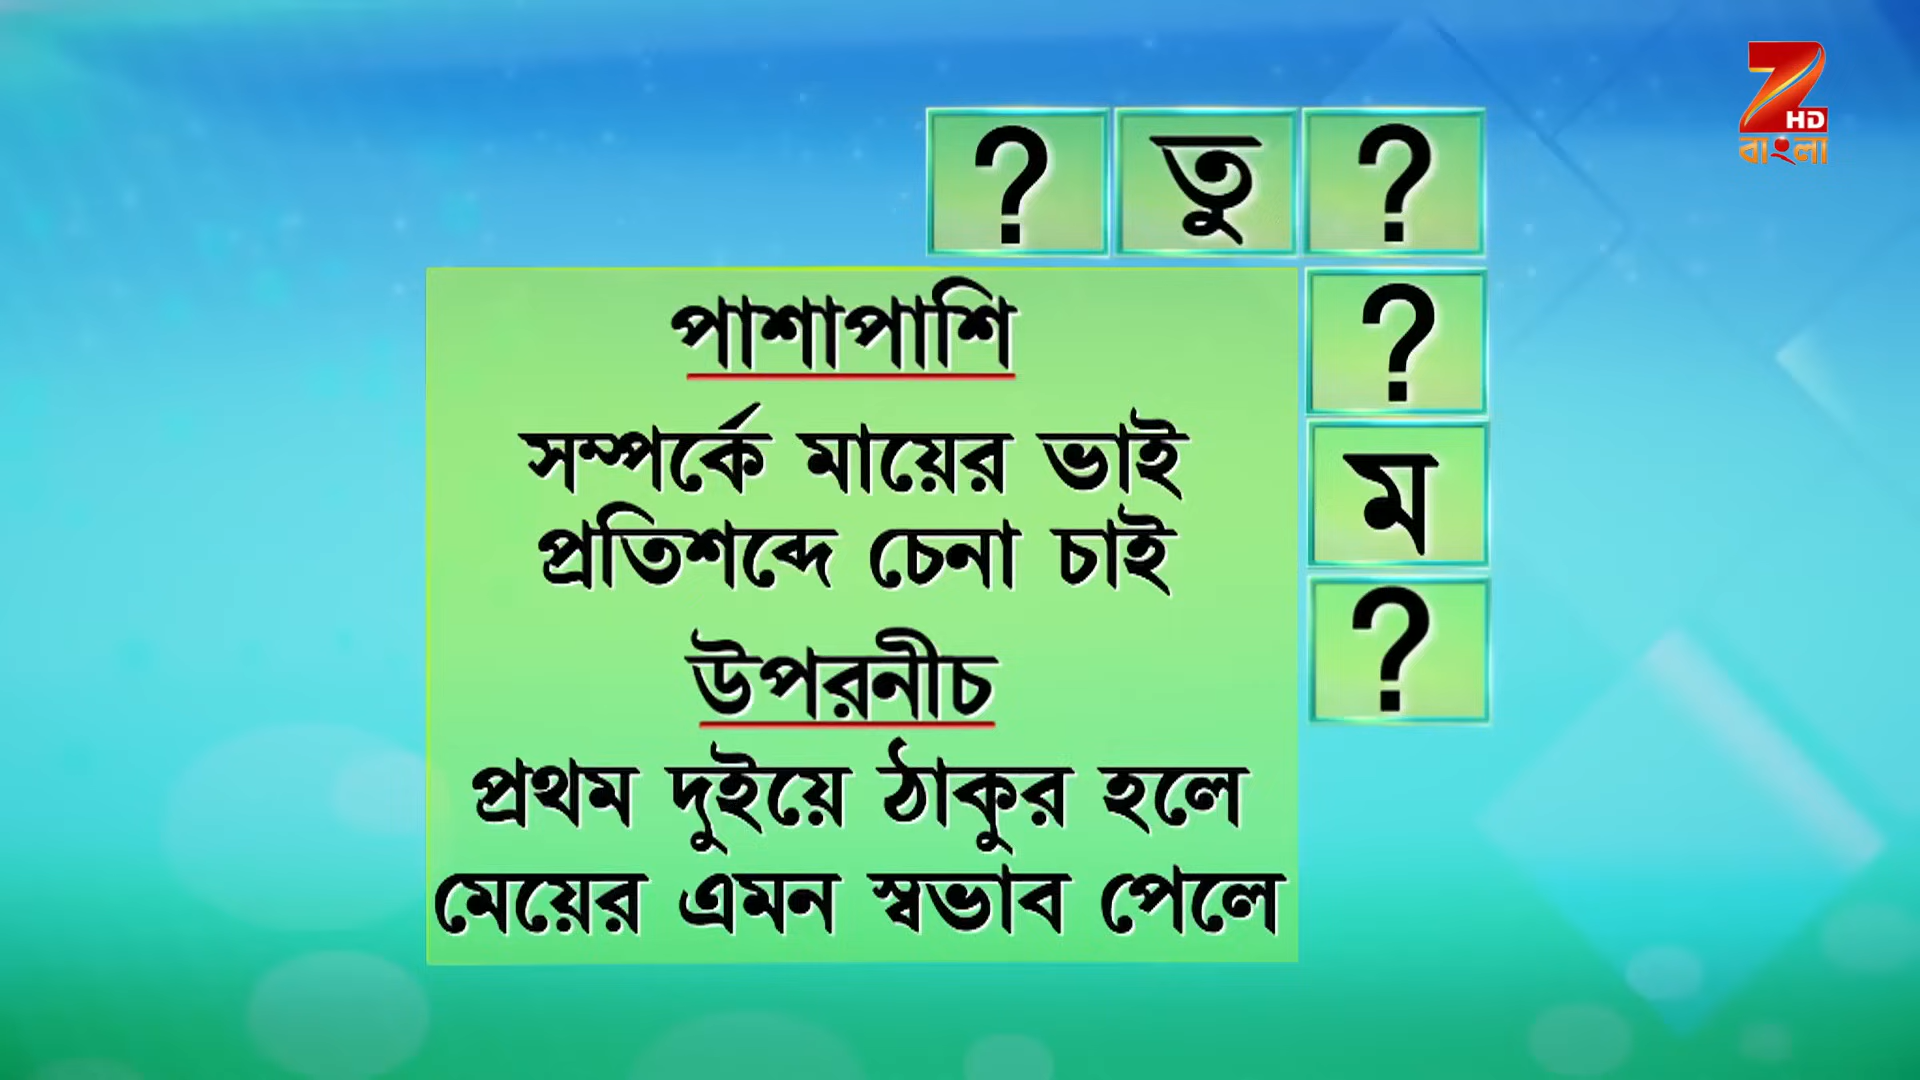 ? তু ?
?
ম
?
পাশাপাশি
সম্পর্কে মায়ের ভাই
প্রতিশব্দে চেনা চাই
উপরনীচ
প্রথম দুইয়ে ঠাকুর হলে
মেয়ের এমন স্বভাব পেলে
Z HD
বাংলা